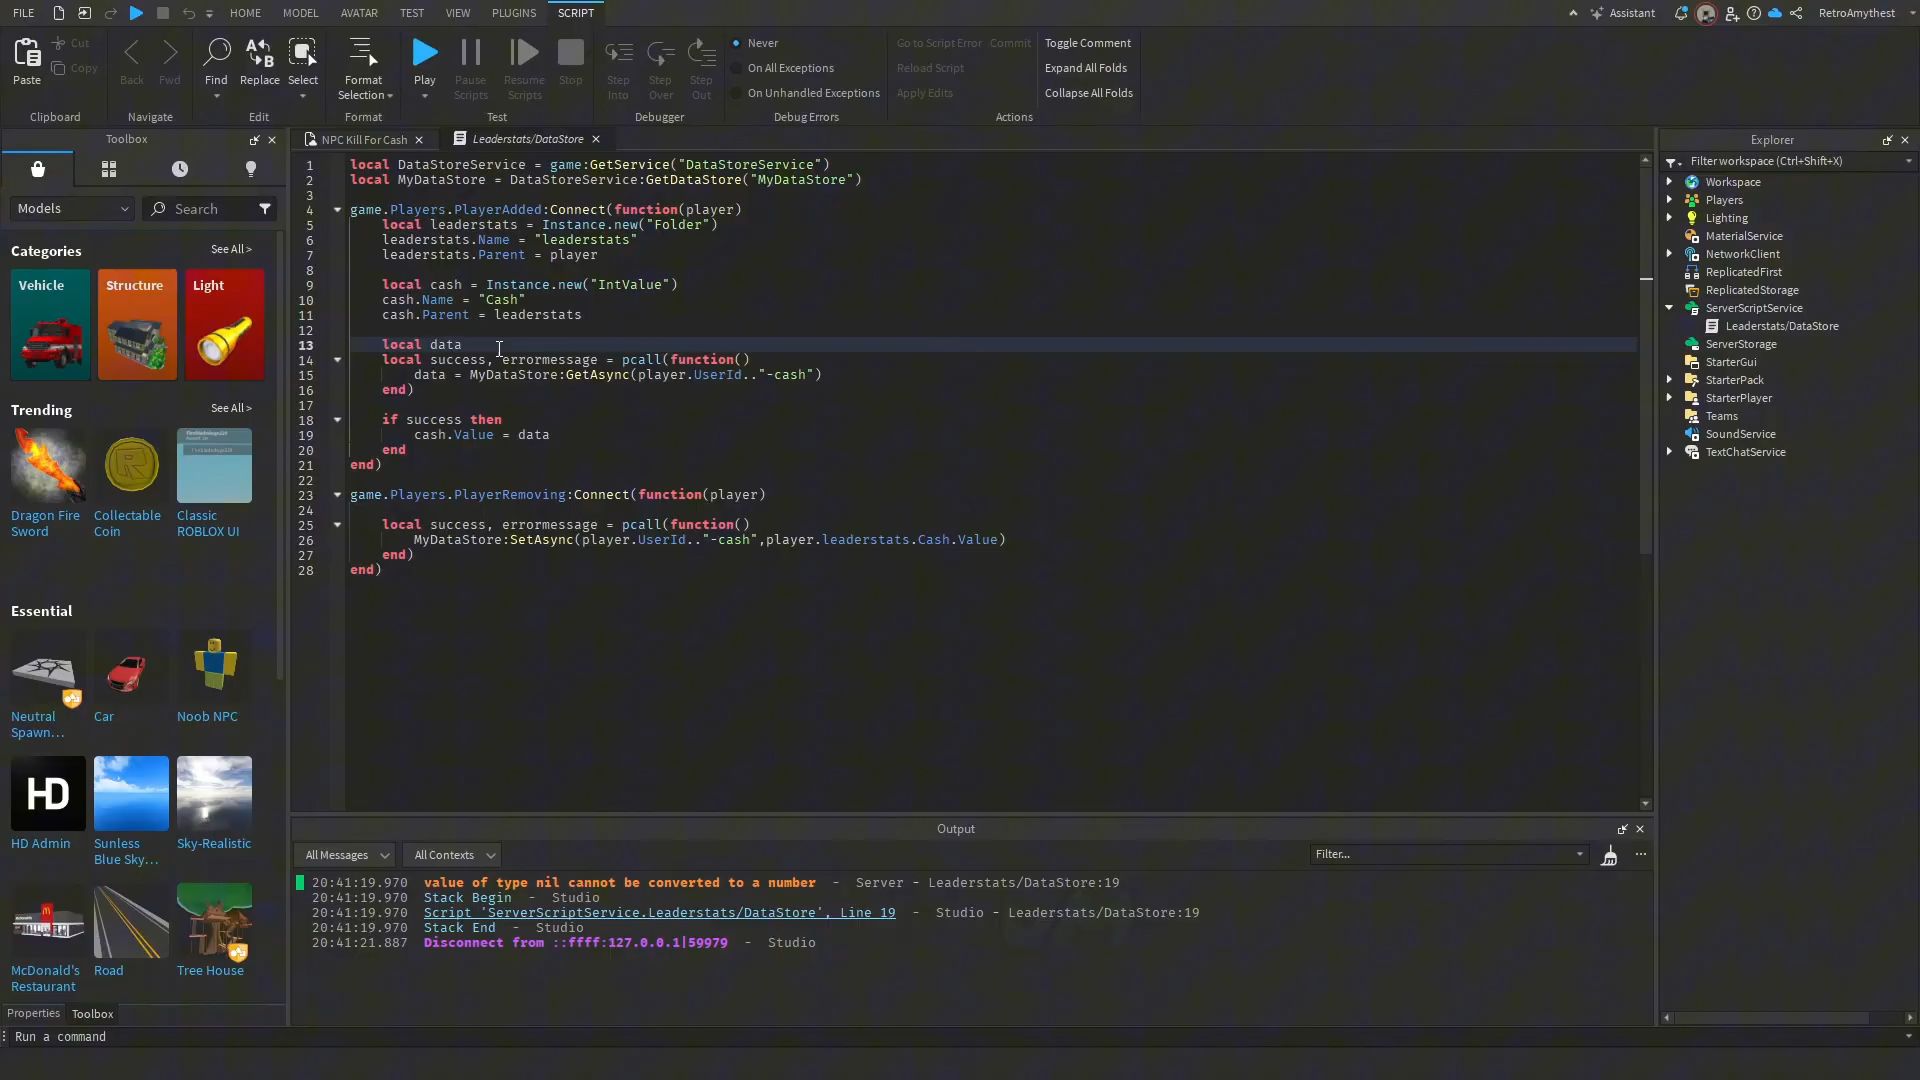 FILE HOME MODEL AVATAR TEST VIEW PLUGINS SCRIPT Assistant RetroAmythest
Paste Cut Copy
Back Fwd
Find Replace Select
Format Selection
Play Pause Scripts Resume Scripts Stop
Step Into Step Over Step Out
Never
On All Exceptions
On Unhandled Exceptions
Go to Script Error Commit
Reload Script
Apply Edits
Toggle Comment
Expand All Folds
Collapse All Folds
Clipboard Navigate Edit Format Test Debugger Debug Errors Actions
Toolbox
Models Search
Categories See All >
Vehicle Structure Light
Trending See All >
Dragon Fire Sword
Collectable Coin
Classic ROBLOX UI
Essential
Neutral Spawn...
Car
Noob NPC
HD
HD Admin
Sunless Blue Sky...
Sky-Realistic
McDonald's Restaurant
Road
Tree House
Properties Toolbox
Run a command
NPC Kill For Cash Leaderstats/DataStore
1 local DataStoreService = game:GetService("DataStoreService")
2 local MyDataStore = DataStoreService:GetDataStore("MyDataStore")
3
4 game.Players.PlayerAdded:Connect(function(player)
5 local leaderstats = Instance.new("Folder")
6 leaderstats.Name = "leaderstats"
7 leaderstats.Parent = player
8
9 local cash = Instance.new("IntValue")
10 cash.Name = "Cash"
11 cash.Parent = leaderstats
12
13 local data
14 local success, errormessage = pcall(function()
15 data = MyDataStore:GetAsync(player.UserId.."-cash")
16 end)
17
18 if success then
19 cash.Value = data
20 end
21 end)
22
23 game.Players.PlayerRemoving:Connect(function(player)
24
25 local success, errormessage = pcall(function()
26 MyDataStore:SetAsync(player.UserId.."-cash",player.leaderstats.Cash.Value)
27 end)
28 end)
Output
All Messages All Contexts Filter...
20:41:19.970 value of type nil cannot be converted to a number - Server - Leaderstats/DataStore:19
20:41:19.970 Stack Begin - Studio
20:41:19.970 Script 'ServerScriptService.Leaderstats/DataStore', Line 19 - Studio - Leaderstats/DataStore:19
20:41:19.970 Stack End - Studio
20:41:21.887 Disconnect from ::ffff:127.0.0.1|59979 - Studio
Explorer
Filter workspace (Ctrl+Shift+X)
Workspace
Players
Lighting
MaterialService
NetworkClient
ReplicatedFirst
ReplicatedStorage
ServerScriptService
Leaderstats/DataStore
ServerStorage
StarterGui
StarterPack
StarterPlayer
Teams
SoundService
TextChatService